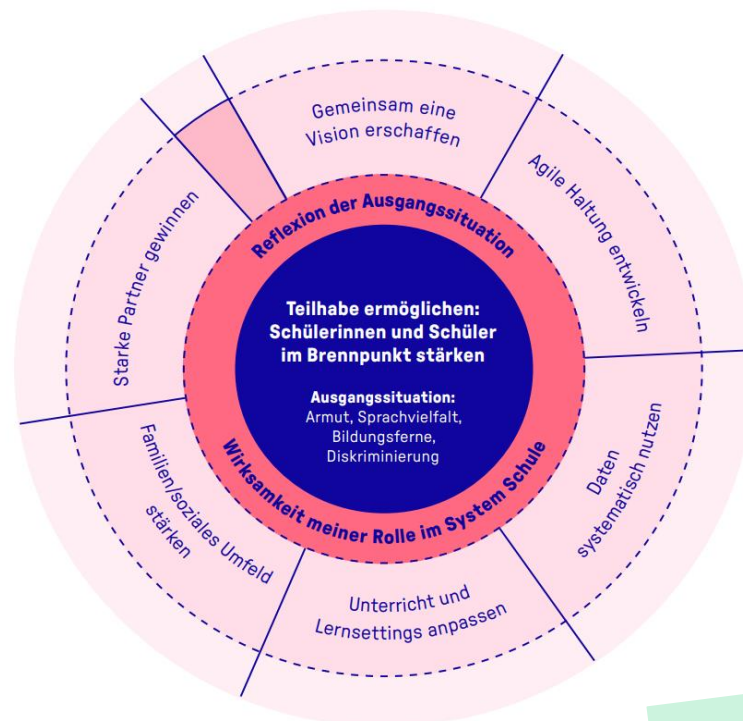 Gemeinsam eine
Vision erschaffen
Agile Haltung entwickeln
Daten
systematisch nutzen
Unterricht und
Lernsettings anpassen
Familien/soziales Umfeld
stärken
Starke Partner gewinnen
Reflexion der Ausgangssituation
Teilhabe ermöglichen:
Schülerinnen und Schüler
im Brennpunkt stärken
Ausgangssituation:
Armut, Sprachvielfalt,
Bildungsferne,
Diskriminierung
Wirksamkeit meiner Rolle im System Schule